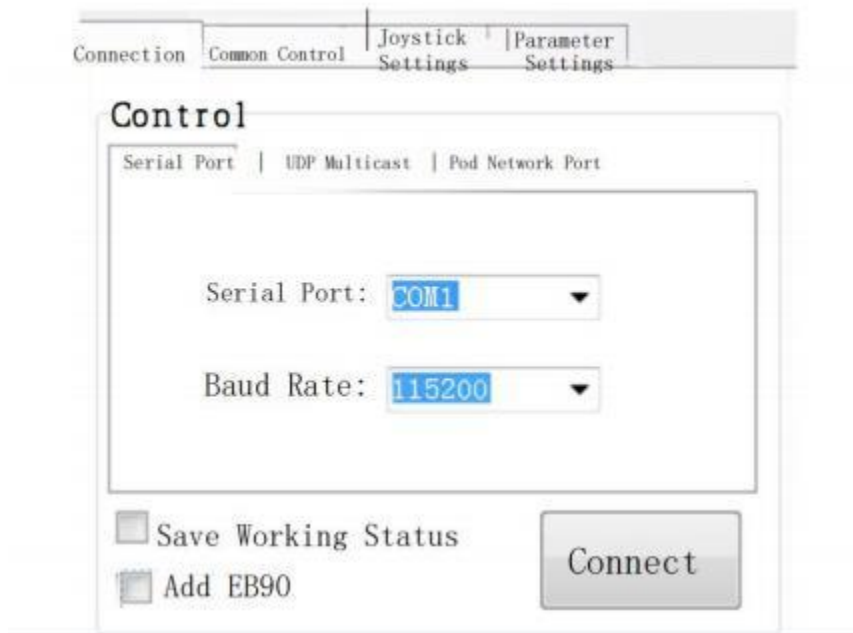 Connection Common Control Joystick Settings Parameter Settings
Control
Serial Port | UDP Multicast | Pod Network Port
Serial Port: COM1
Baud Rate: 115200
Save Working Status
Add EB90
Connect